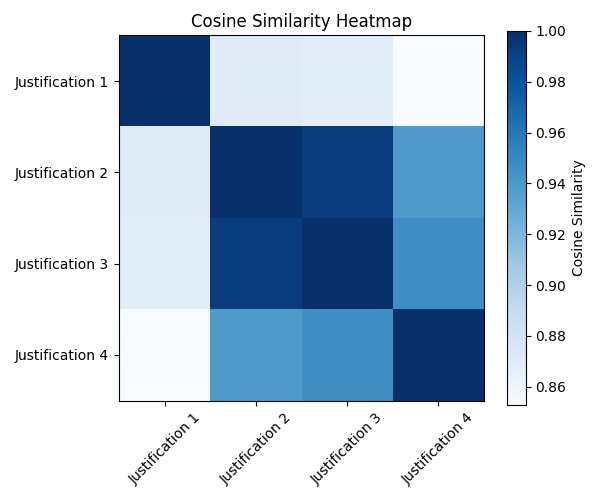 Cosine Similarity Heatmap
Justification 1
Justification 2
Justification 3
Justification 4
Justification 1
Justification 2
Justification 3
Justification 4
1.00
0.98
0.96
0.94
0.92
0.90
0.88
0.86
Cosine Similarity